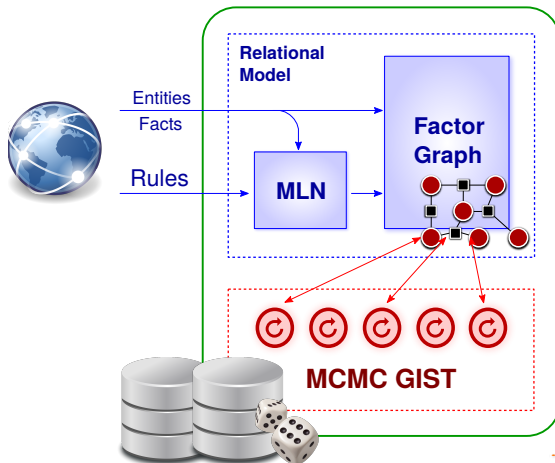 Relational
Model
Entities
Facts
Factor
Graph
Rules
MLN
MCMC GIST